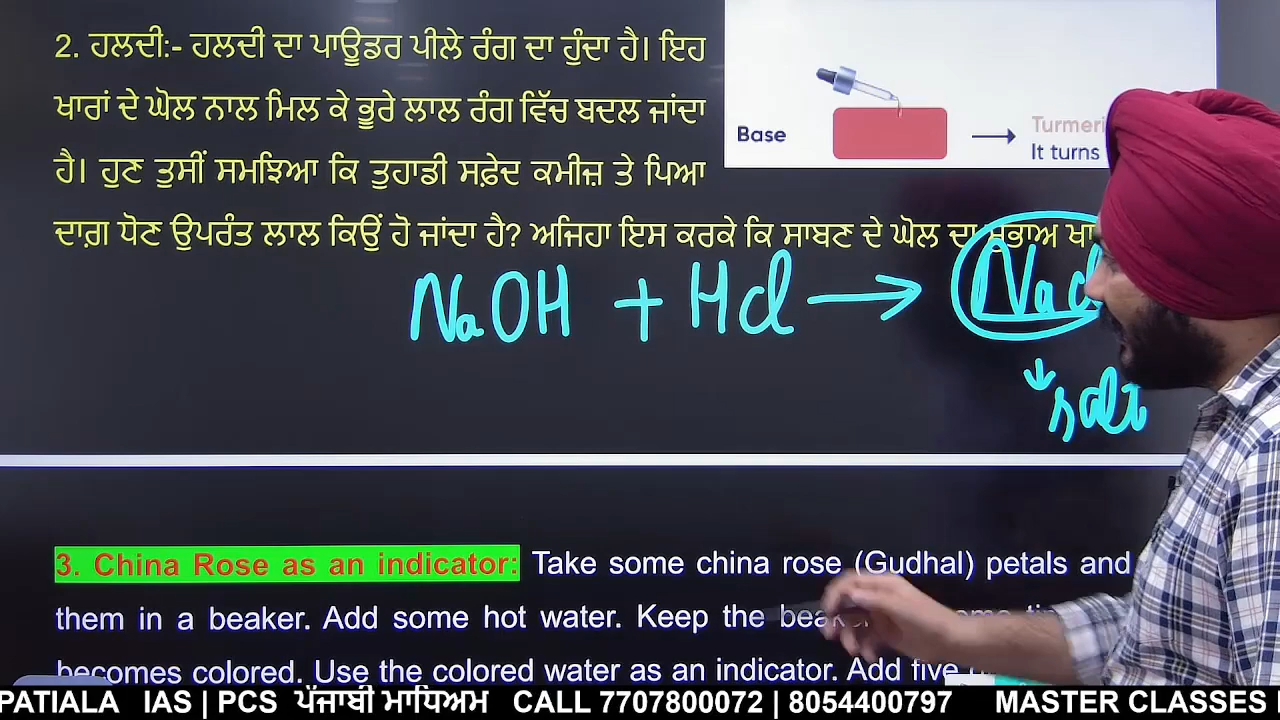 2. ਹਲਦੀ:- ਹਲਦੀ ਦਾ ਪਾਊਡਰ ਪੀਲੇ ਰੰਗ ਦਾ ਹੁੰਦਾ ਹੈ। ਇਹ
ਖਾਰਾਂ ਦੇ ਘੋਲ ਨਾਲ ਮਿਲ ਕੇ ਭੂਰੇ ਲਾਲ ਰੰਗ ਵਿੱਚ ਬਦਲ ਜਾਂਦਾ
ਹੈ। ਹੁਣ ਤੁਸੀਂ ਸਮਝਿਆ ਕਿ ਤੁਹਾਡੀ ਸਫ਼ੇਦ ਕਮੀਜ਼ ਤੇ ਪਿਆ
ਦਾਗ਼ ਧੋਣ ਉਪਰੰਤ ਲਾਲ ਕਿਉਂ ਹੋ ਜਾਂਦਾ ਹੈ? ਅਜਿਹਾ ਇਸ ਕਰਕੇ ਕਿ ਸਾਬਣ ਦੇ ਘੋਲ ਦਾ
Base
It turns
NaOH + Hcl →
salt
3. China Rose as an indicator: Take some china rose (Gudhal) petals and
them in a beaker. Add some hot water. Keep the
becomes colored. Use the colored water as an indicator. Add five
PATIALA IAS | PCS ਪੰਜਾਬੀ ਮਾਧਿਅਮ CALL 7707800072 | 8054400797 MASTER CLASSES